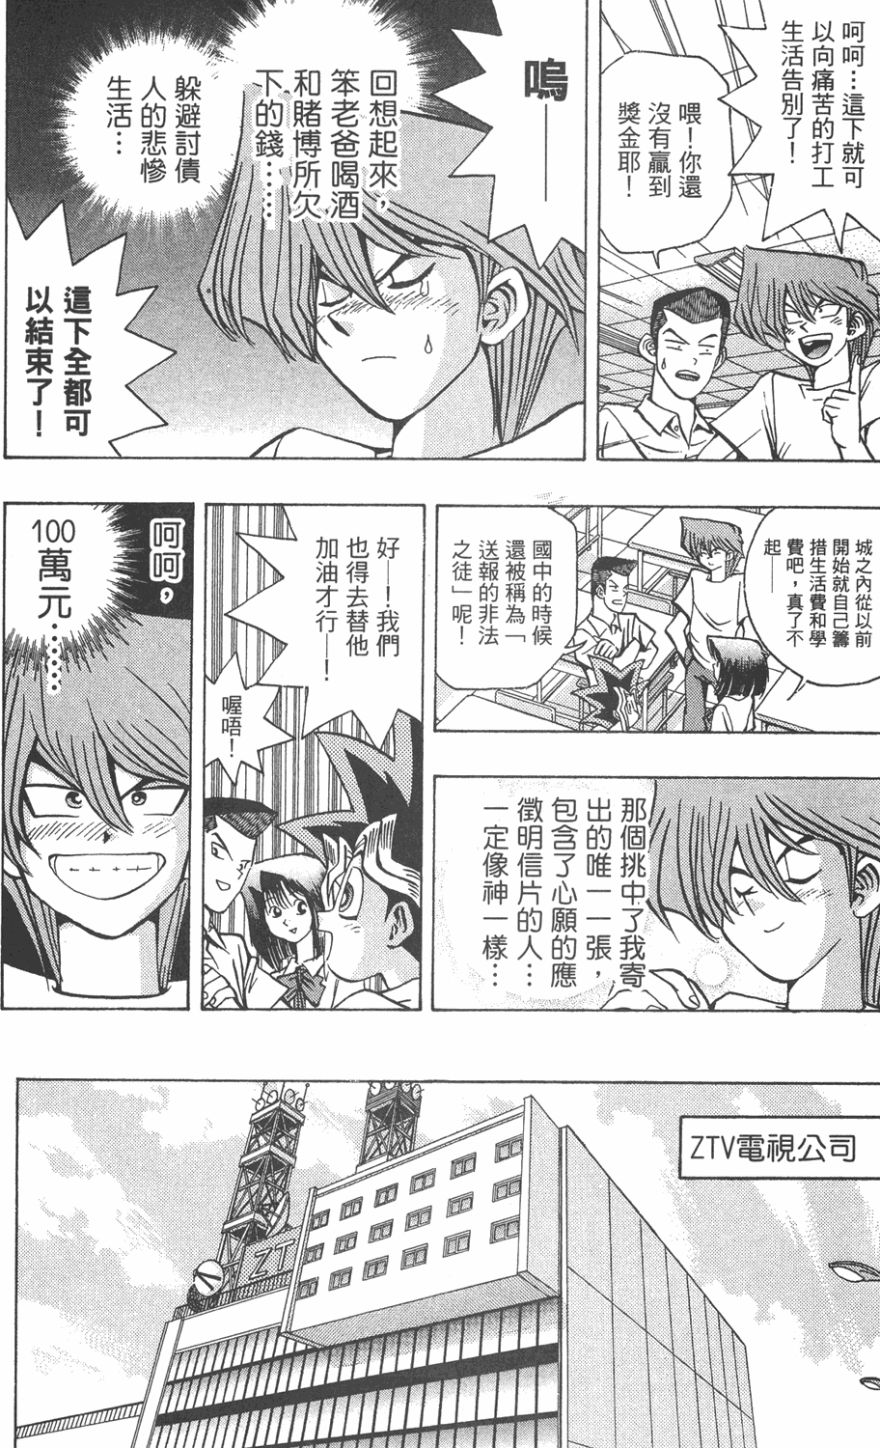 呵呵…這下就可
以向痛苦的打工
生活告別了！
喂！你還
沒有贏到
獎金耶！
嗚——
回想起來，
笨老爸喝酒
和賭博所欠
下的錢……
躲避討債
人的悲慘
生活…
這下全都可
以結束了！
城之內從以前
開始就自己籌
措生活費和學
費吧，真了不
起——
國中的時候
還被稱為「
送報的非法
之徒」呢！
那個挑中了我寄
出的唯一一張，
包含了心願的應
徵明信片的人…
一定像神一樣…
好—！我們
也得去替他
加油才行—！
喔唔！
呵呵，
100
萬元……
ZTV電視公司
ZT
V